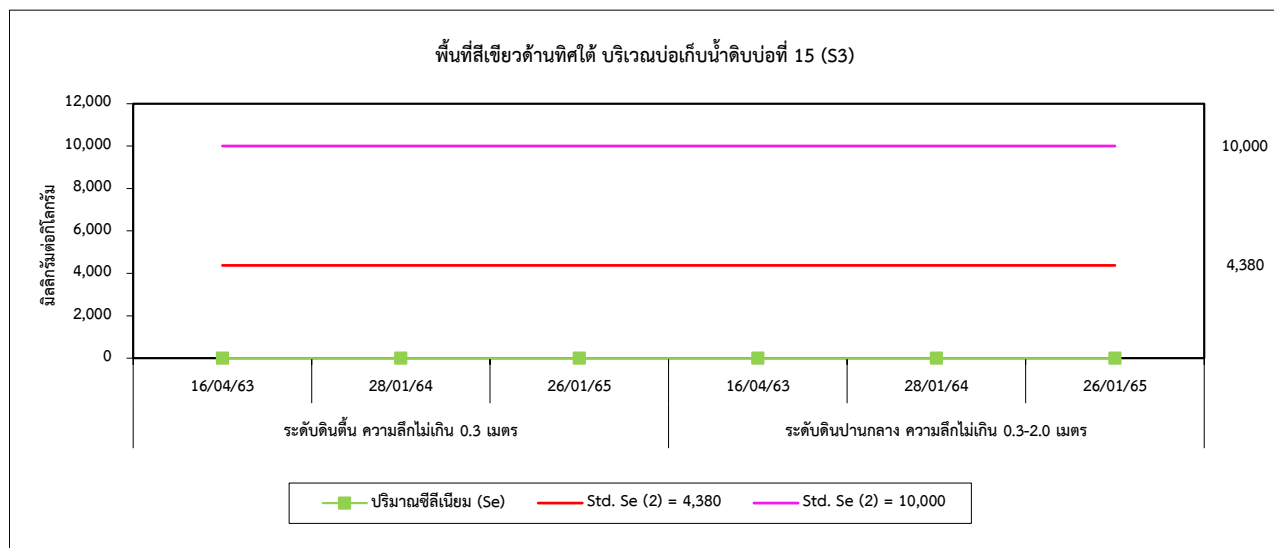 พื้นที่สีเขียวด้านทิศใต้ บริเวณบ่อเก็บน้ำดิบบ่อที่ 15 (S3)
มิลลิกรัมต่อกิโลกรัม
12,000
10,000
8,000
6,000
4,000
2,000
0
10,000
4,380
16/04/63 28/01/64 26/01/65 16/04/63 28/01/64 26/01/65
ระดับดินตื้น ความลึกไม่เกิน 0.3 เมตร ระดับดินปานกลาง ความลึกไม่เกิน 0.3-2.0 เมตร
ปริมาณซีลีเนียม (Se) Std. Se (2) = 4,380 Std. Se (2) = 10,000